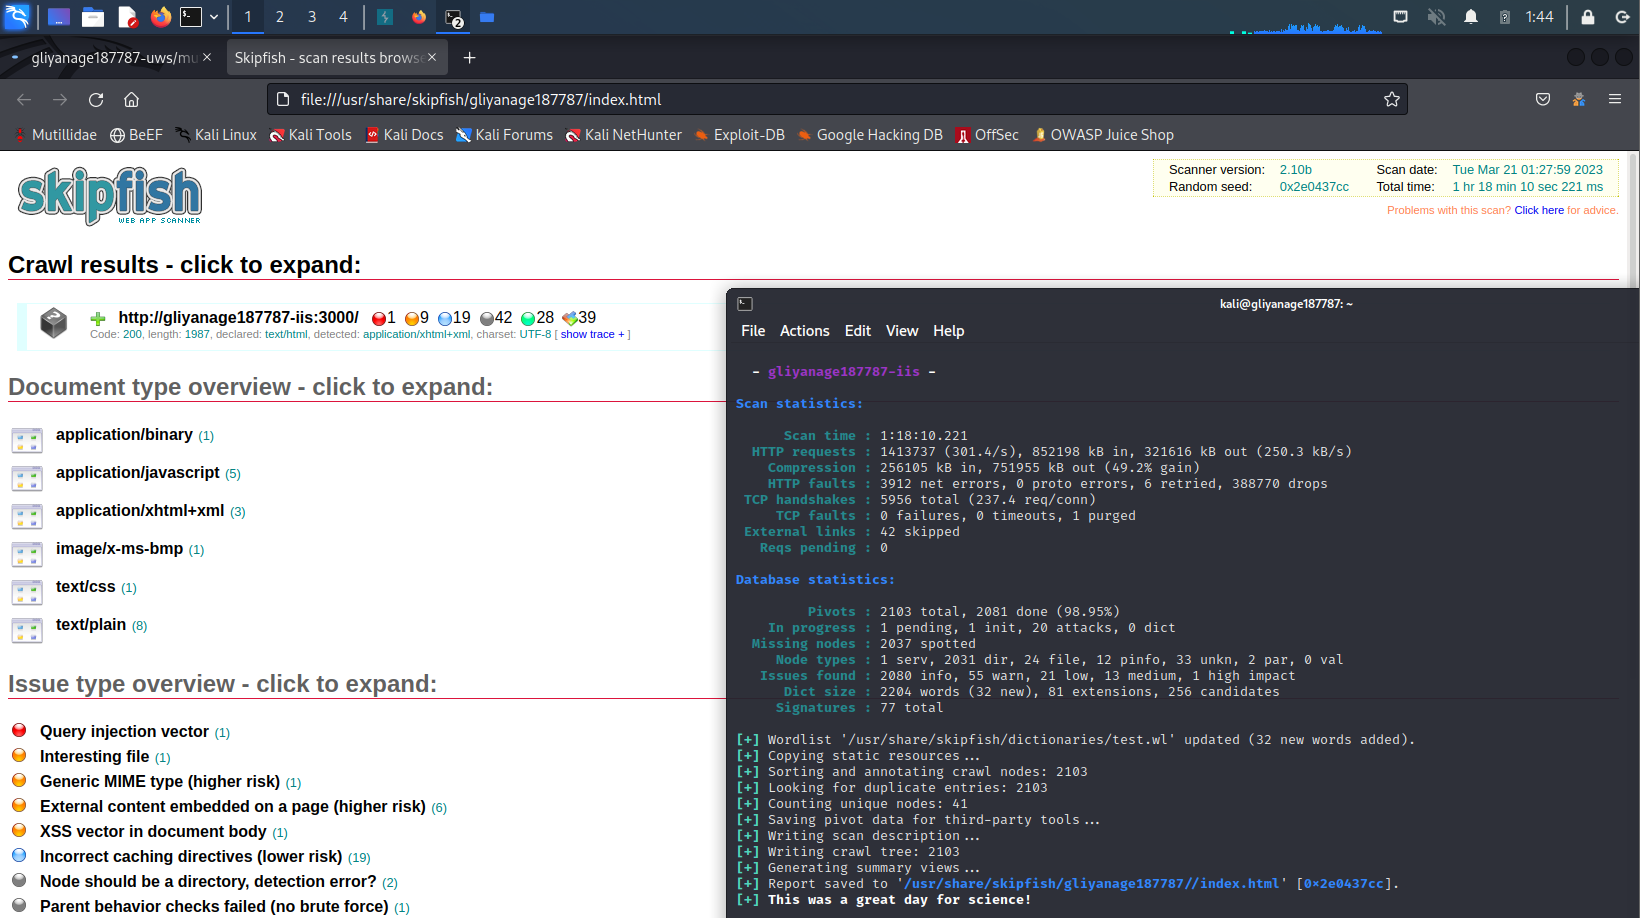 1 2 3 4 2 1:44
gliyanage187787-uws/mu × Skipfish - scan results browse × +
file:///usr/share/skipfish/gliyanage187787/index.html
Mutillidae BeEF Kali Linux Kali Tools Kali Docs Kali Forums Kali NetHunter Exploit-DB Google Hacking DB OffSec OWASP Juice Shop
skipfish
WEB APP SCANNER
Scanner version: 2.10b Scan date: Tue Mar 21 01:27:59 2023
Random seed: 0x2e0437cc Total time: 1 hr 18 min 10 sec 221 ms
Problems with this scan? Click here for advice.
Crawl results - click to expand:
http://gliyanage187787-iis:3000/ 1 9 19 42 28 39
Code: 200, length: 1987, declared: text/html, detected: application/xhtml+xml, charset: UTF-8 [ show trace + ]
Document type overview - click to expand:
application/binary (1)
application/javascript (5)
application/xhtml+xml (3)
image/x-ms-bmp (1)
text/css (1)
text/plain (8)
Issue type overview - click to expand:
Query injection vector (1)
Interesting file (1)
Generic MIME type (higher risk) (1)
External content embedded on a page (higher risk) (6)
XSS vector in document body (1)
Incorrect caching directives (lower risk) (19)
Node should be a directory, detection error? (2)
Parent behavior checks failed (no brute force) (1)
kali@gliyanage187787: ~
File Actions Edit View Help
- gliyanage187787-iis -
Scan statistics:
Scan time : 1:18:10.221
HTTP requests : 1413737 (301.4/s), 852198 kB in, 321616 kB out (250.3 kB/s)
Compression : 256105 kB in, 751955 kB out (49.2% gain)
HTTP faults : 3912 net errors, 0 proto errors, 6 retried, 388770 drops
TCP handshakes : 5956 total (237.4 req/conn)
TCP faults : 0 failures, 0 timeouts, 1 purged
External links : 42 skipped
Reqs pending : 0
Database statistics:
Pivots : 2103 total, 2081 done (98.95%)
In progress : 1 pending, 1 init, 20 attacks, 0 dict
Missing nodes : 2037 spotted
Node types : 1 serv, 2031 dir, 24 file, 12 pinfo, 33 unkn, 2 par, 0 val
Issues found : 2080 info, 55 warn, 21 low, 13 medium, 1 high impact
Dict size : 2204 words (32 new), 81 extensions, 256 candidates
Signatures : 77 total
[+] Wordlist '/usr/share/skipfish/dictionaries/test.wl' updated (32 new words added).
[+] Copying static resources...
[+] Sorting and annotating crawl nodes: 2103
[+] Looking for duplicate entries: 2103
[+] Counting unique nodes: 41
[+] Saving pivot data for third-party tools...
[+] Writing scan description...
[+] Writing crawl tree: 2103
[+] Generating summary views...
[+] Report saved to '/usr/share/skipfish/gliyanage187787//index.html' [0x2e0437cc].
[+] This was a great day for science!